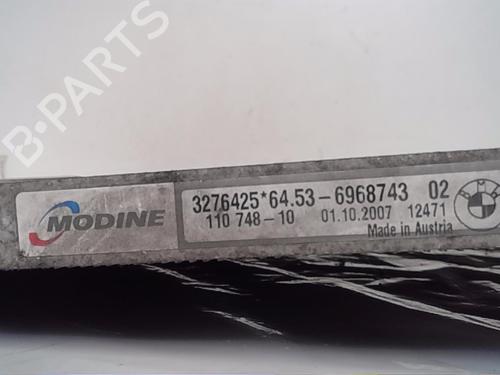 B-PARTS
MODINE
3276425*64.53-6968743 02
110 748-10 01.10.2007 12471
Made in Austria